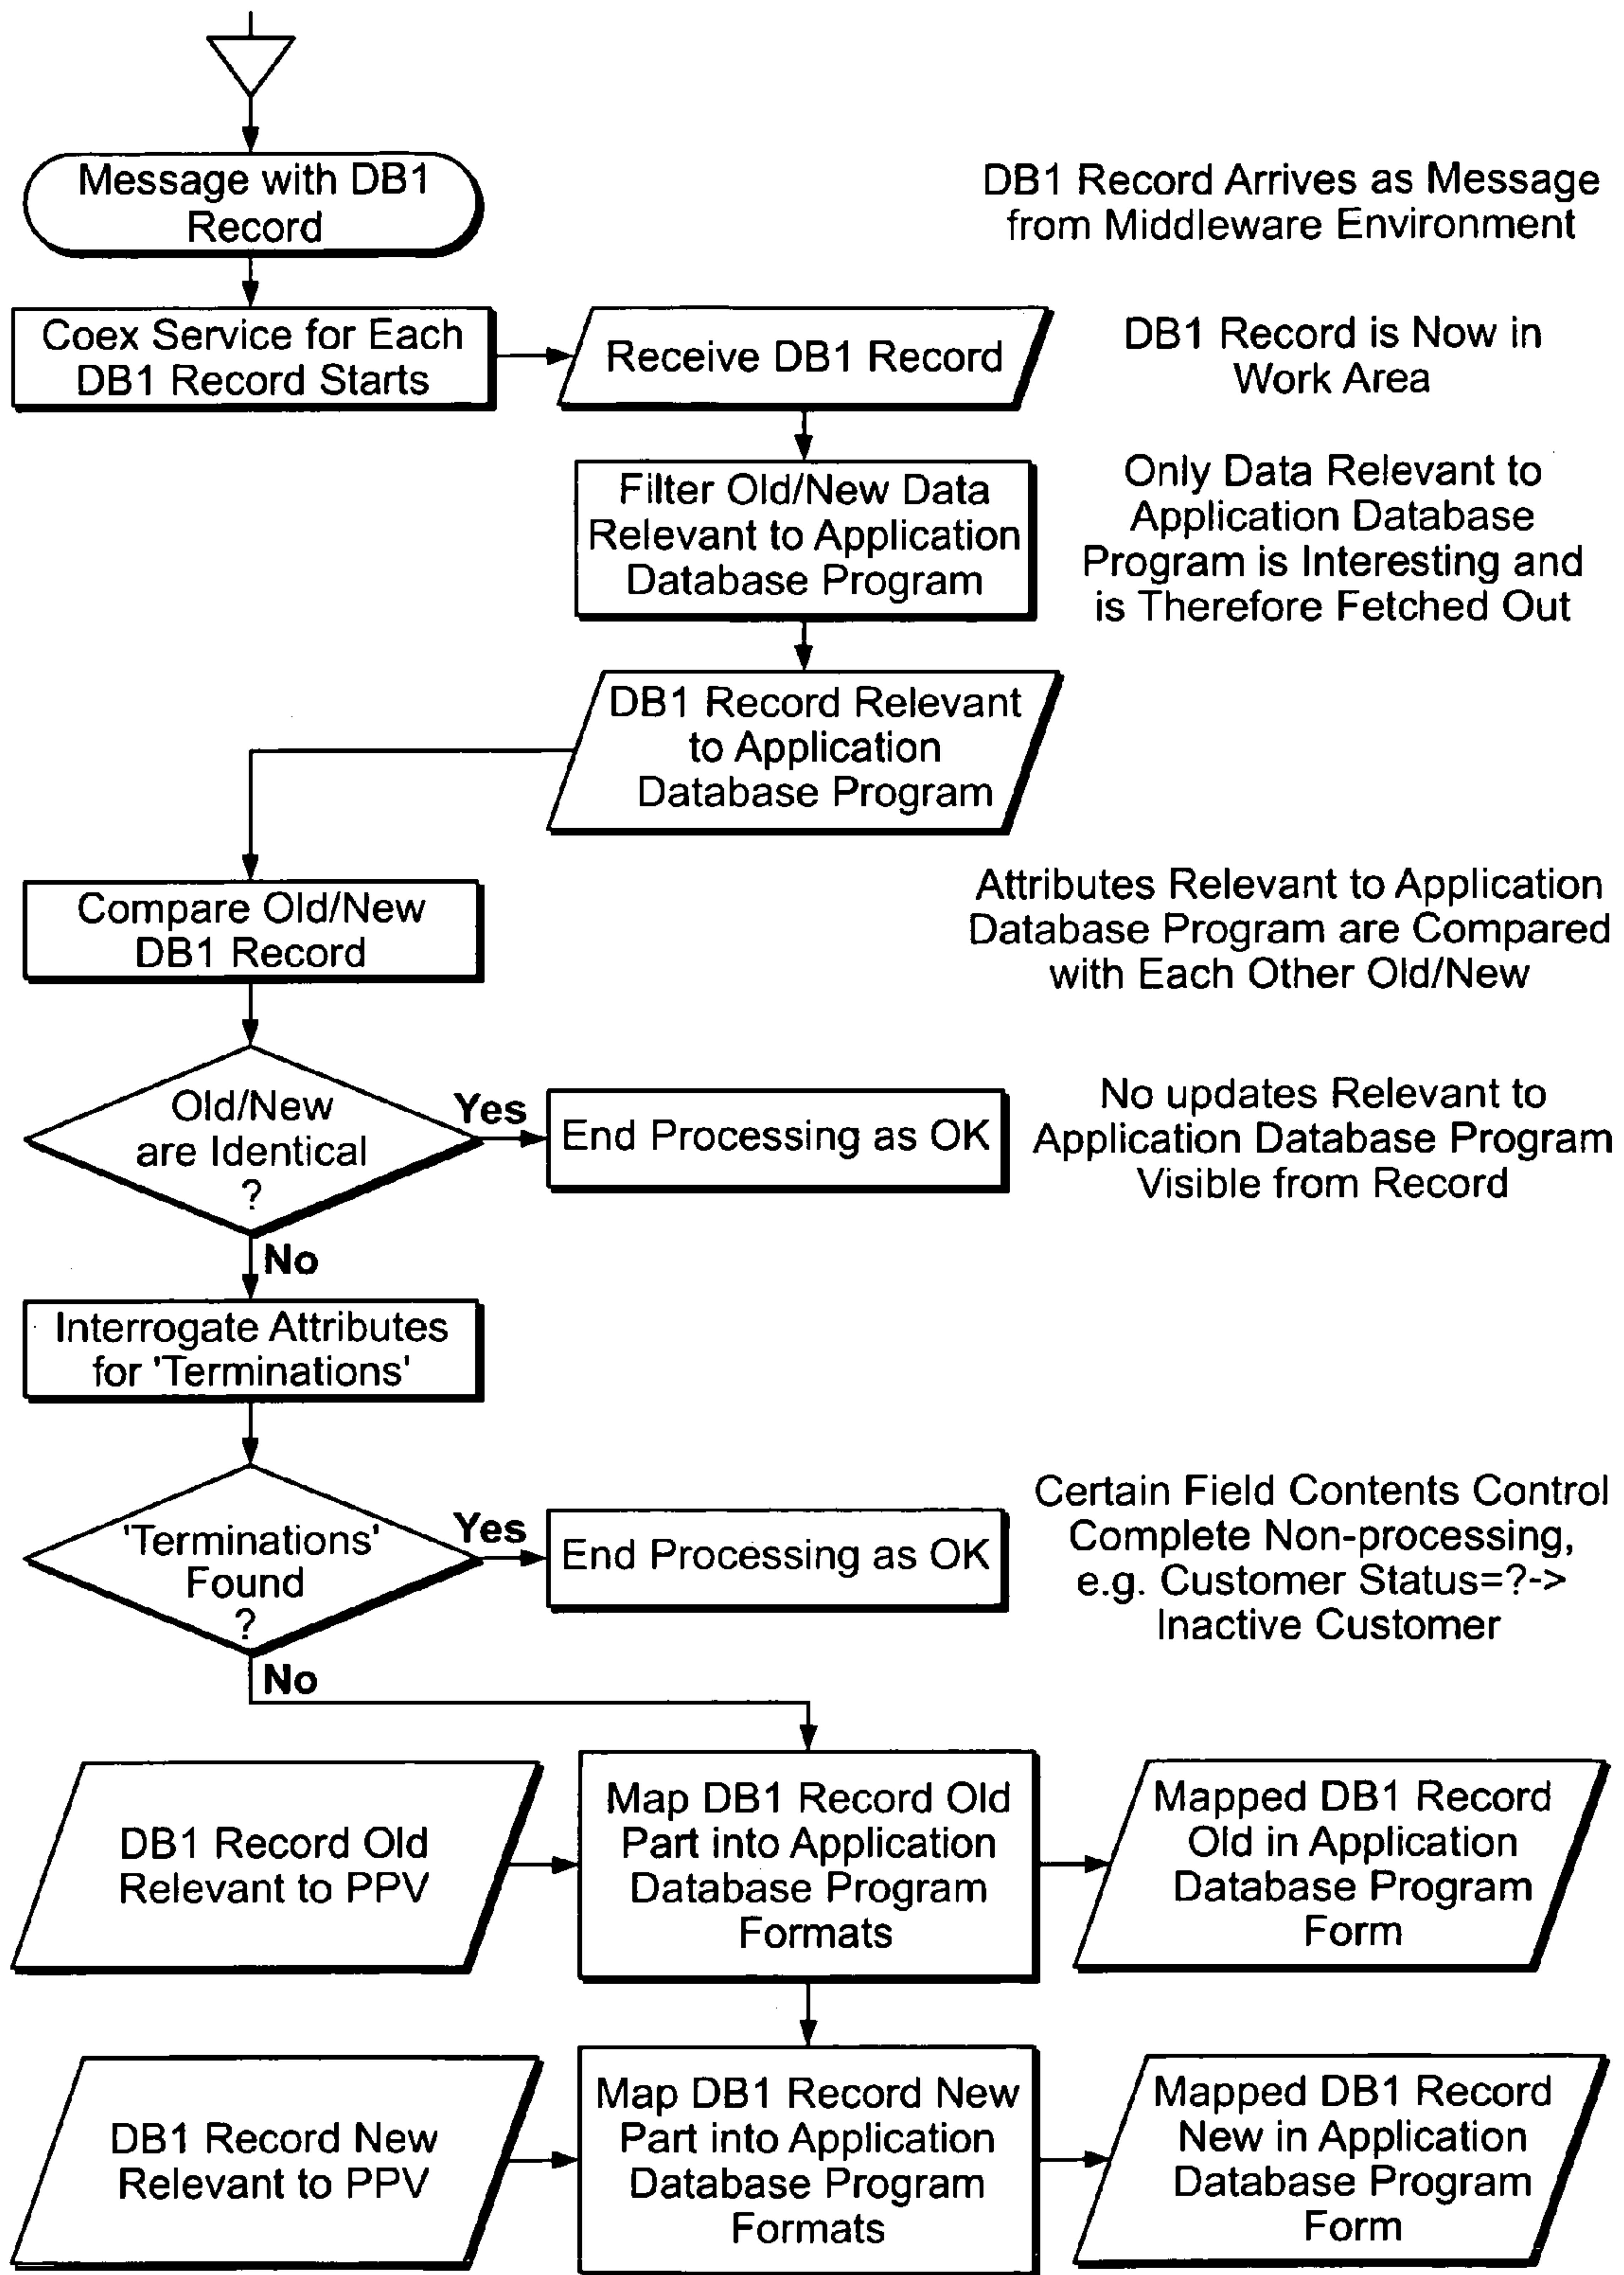 Message with DB1
Record
DB1 Record Arrives as Message
from Middleware Environment
Coex Service for Each
DB1 Record Starts
Receive DB1 Record
DB1 Record is Now in
Work Area
Filter Old/New Data
Relevant to Application
Database Program
Only Data Relevant to
Application Database
Program is Interesting and
is Therefore Fetched Out
DB1 Record Relevant
to Application
Database Program
Compare Old/New
DB1 Record
Attributes Relevant to Application
Database Program are Compared
with Each Other Old/New
Old/New
are Identical
?
Yes
End Processing as OK
No updates Relevant to
Application Database Program
Visible from Record
No
Interrogate Attributes
for 'Terminations'
'Terminations'
Found
?
Yes
End Processing as OK
Certain Field Contents Control
Complete Non-processing,
e.g. Customer Status=?->
Inactive Customer
No
DB1 Record Old
Relevant to PPV
Map DB1 Record Old
Part into Application
Database Program
Formats
Mapped DB1 Record
Old in Application
Database Program
Form
DB1 Record New
Relevant to PPV
Map DB1 Record New
Part into Application
Database Program
Formats
Mapped DB1 Record
New in Application
Database Program
Form